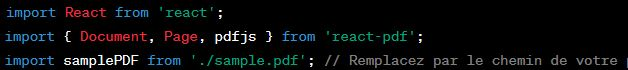 import React from 'react';
import { Document, Page, pdfjs } from 'react-pdf';
import samplePDF from './sample.pdf'; // Remplacez par le chemin de votre